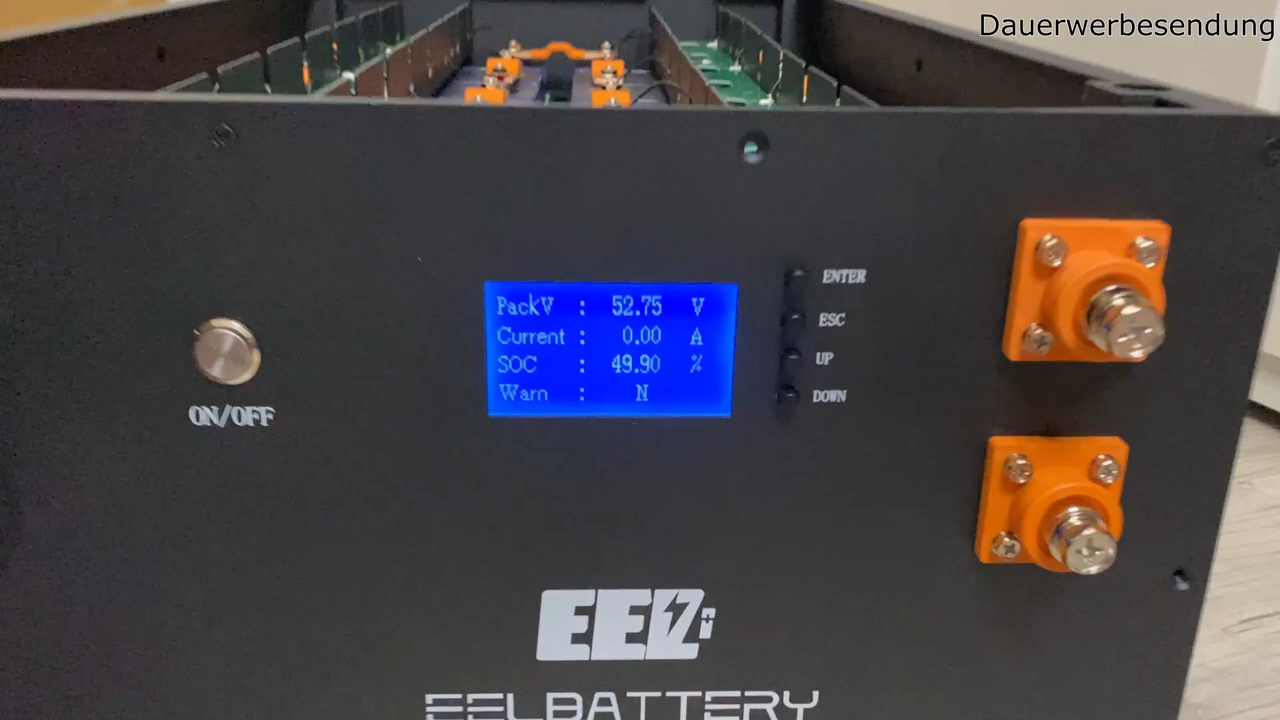 Dauerwerbesendung
PackV : 52.75 V
Current : 0.00 A
SOC : 49.90 %
Warn : N
ENTER
ESC
UP
DOWN
ON/OFF
EEL
EELBATTERY